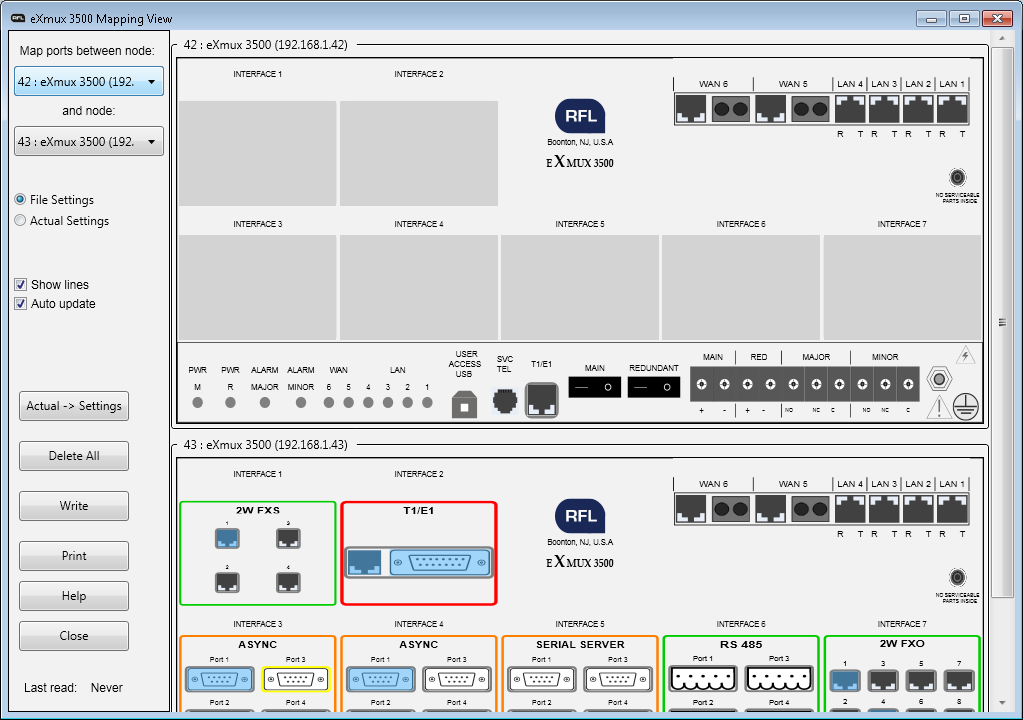 RFL eXmux 3500 Mapping View
Map ports between node:
42 : eXmux 3500 (192.
and node:
43 : eXmux 3500 (192.
File Settings
Actual Settings
Show lines
Auto update
Actual -> Settings
Delete All
Write
Print
Help
Close
Last read: Never
42 : eXmux 3500 (192.168.1.42)
INTERFACE 1 INTERFACE 2
WAN 6 WAN 5 LAN 4 LAN 3 LAN 2 LAN 1
R T R T R T R T
RFL
Boonton, NJ, U.S.A
EXMUX 3500
NO SERVICEABLE
PARTS INSIDE
INTERFACE 3 INTERFACE 4 INTERFACE 5 INTERFACE 6 INTERFACE 7
PWR PWR ALARM ALARM WAN LAN
M R MAJOR MINOR 6 5 4 3 2 1
USER
ACCESS
USB
SVC
TEL
T1/E1
MAIN REDUNDANT
MAIN RED MAJOR MINOR
+ - + - NO NC C NO NC C
43 : eXmux 3500 (192.168.1.43)
INTERFACE 1 INTERFACE 2
WAN 6 WAN 5 LAN 4 LAN 3 LAN 2 LAN 1
R T R T R T R T
2W FXS
1 3
2 4
T1/E1
RFL
Boonton, NJ, U.S.A
EXMUX 3500
NO SERVICEABLE
PARTS INSIDE
INTERFACE 3 INTERFACE 4 INTERFACE 5 INTERFACE 6 INTERFACE 7
ASYNC ASYNC SERIAL SERVER RS 485 2W FXO
Port 1 Port 3 Port 1 Port 3 Port 1 Port 3 Port 1 Port 3 1 3 5 7
Port 2 Port 4 Port 2 Port 4 Port 2 Port 4 Port 2 Port 4 2 4 6 8